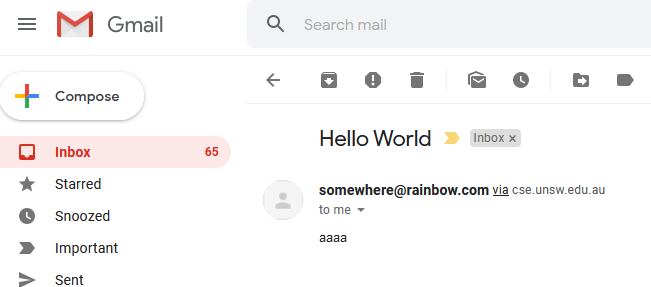 Gmail
Search mail
Compose
Hello World
Inbox ×
Inbox 65
Starred
Snoozed
Important
Sent
somewhere@rainbow.com via cse.unsw.edu.au
to me
aaaa